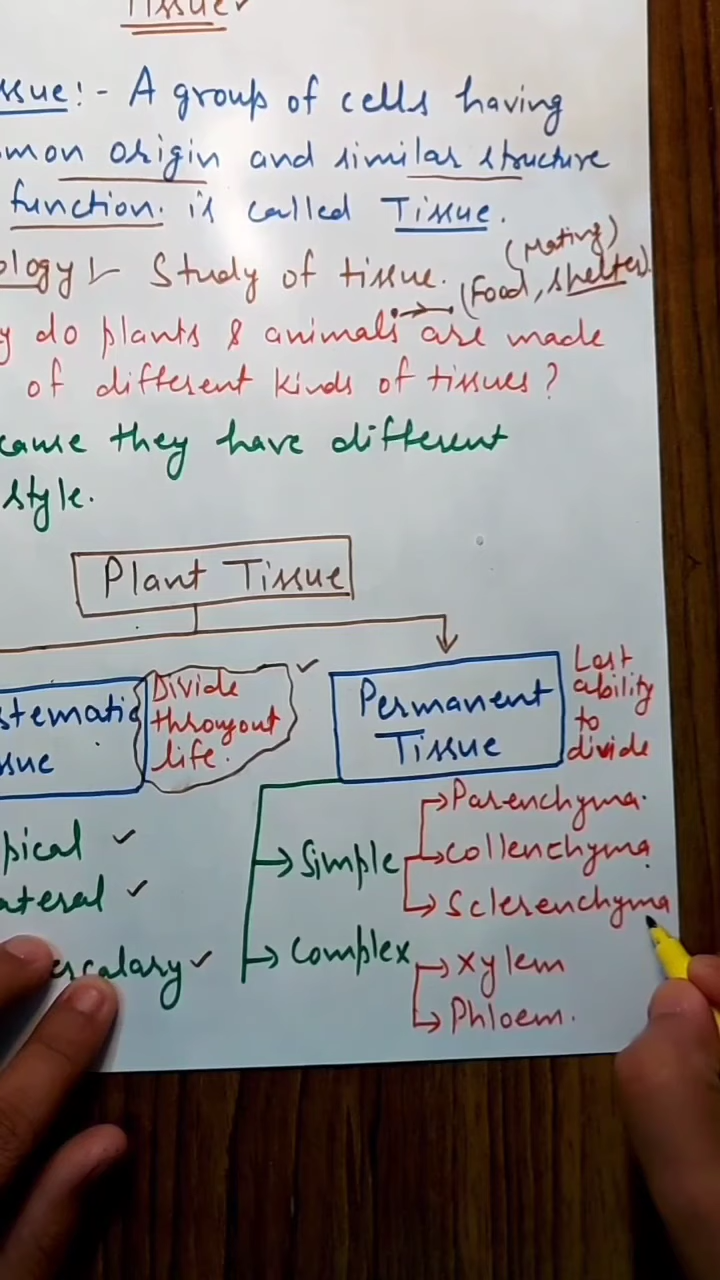 Tissue
ssue:- A group of cells having
mon origin and similar structure
function. is called Tissue.
(Mating)
ology Study of tissue. (Food, shelter)
y do plants & animals are made
of different kinds of tissues?
cause they have different
style.
Plant Tissue
stematic
ssue
Divide
througout
life.
Permanent
Tissue
Lost
ability
to
divide
pical
ateral
ercalary
Simple
Parenchyma.
Collenchyma
Sclerenchyma
Complex
Xylem
Phloem.